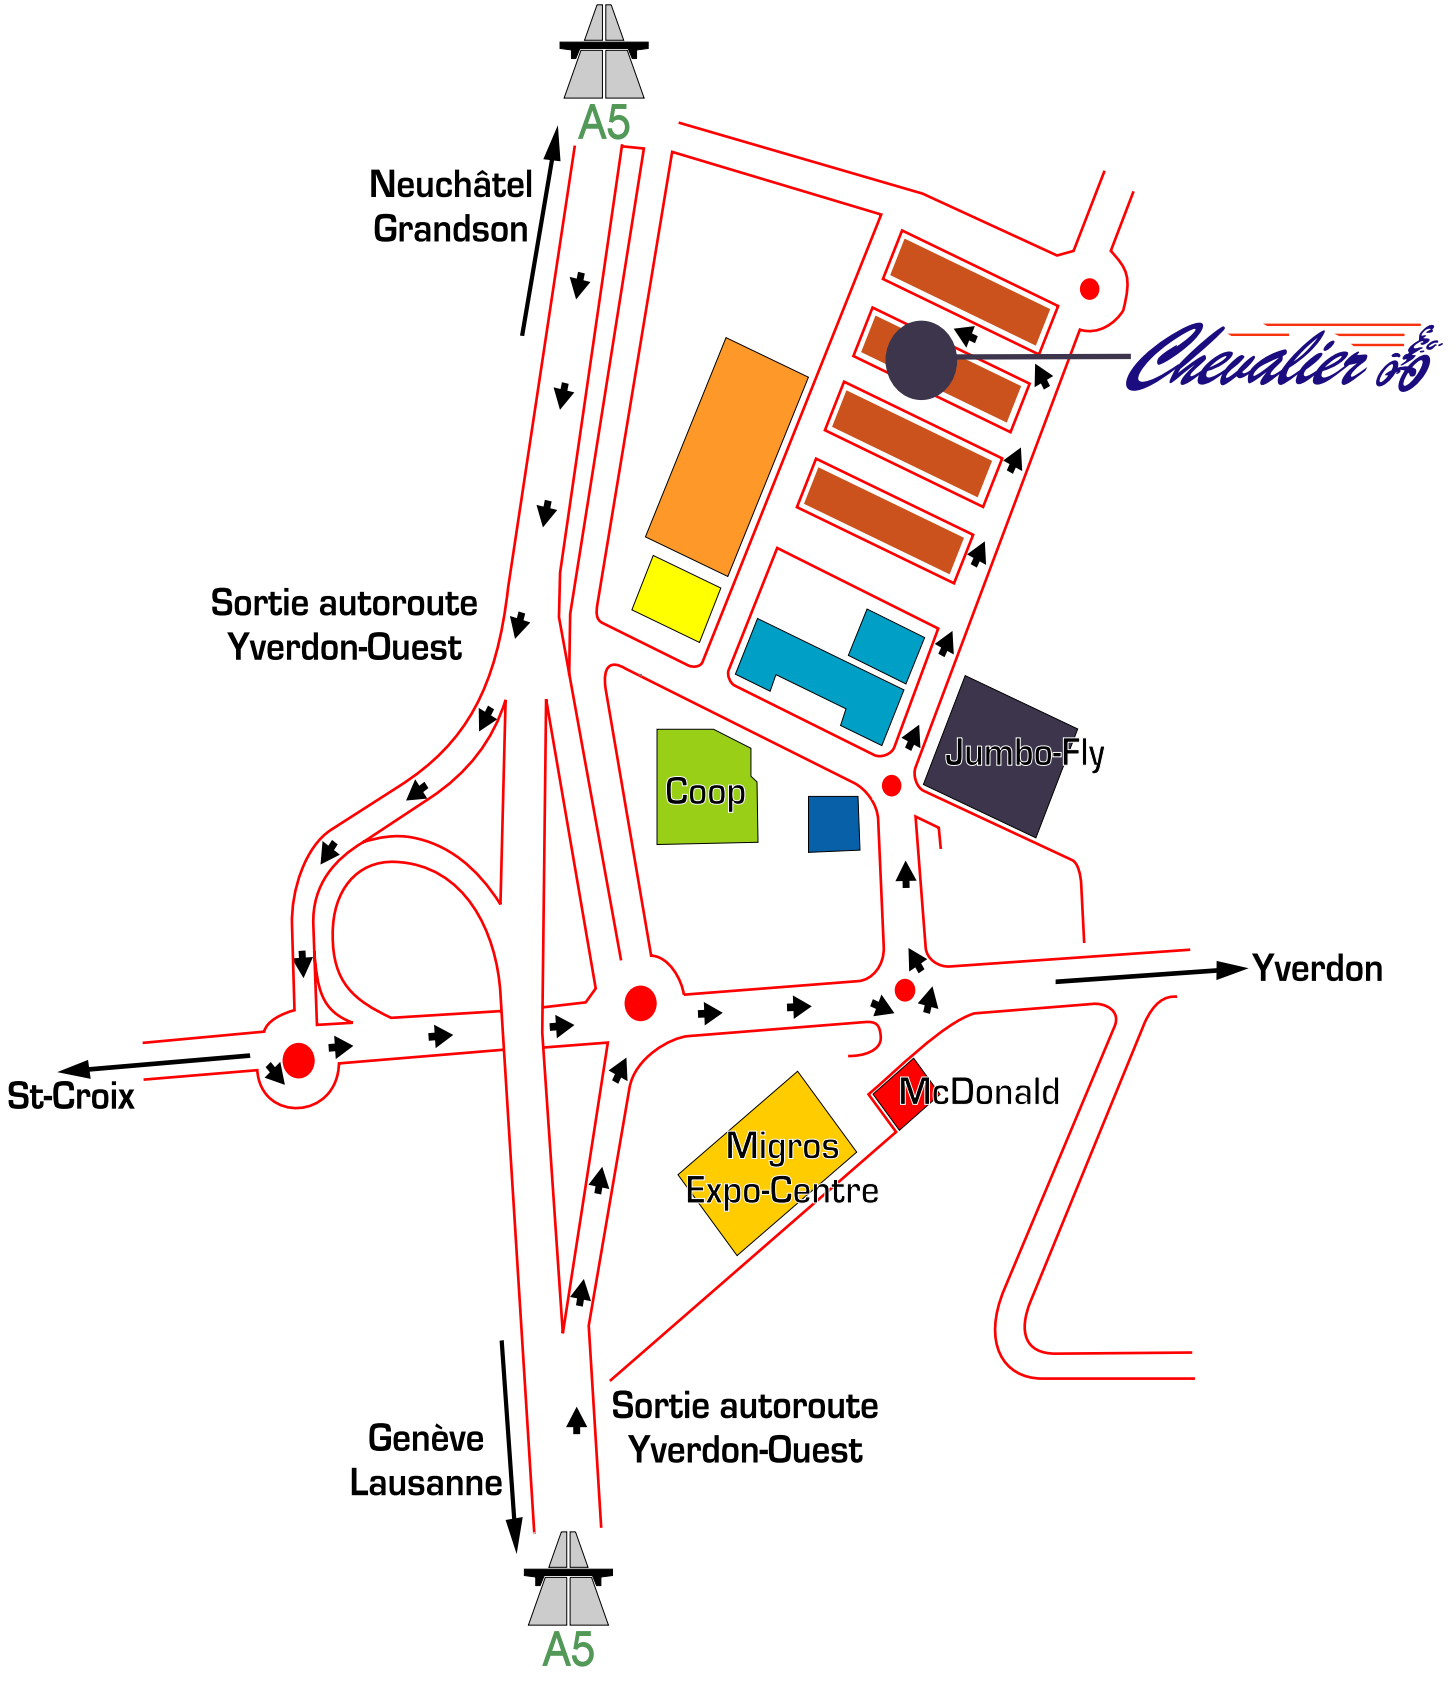 A5
Neuchâtel
Grandson
Chevalier
Sortie autoroute
Yverdon-Ouest
Jumbo-Fly
Coop
Yverdon
St-Croix
McDonald
Migros
Expo-Centre
Sortie autoroute
Yverdon-Ouest
Genève
Lausanne
A5